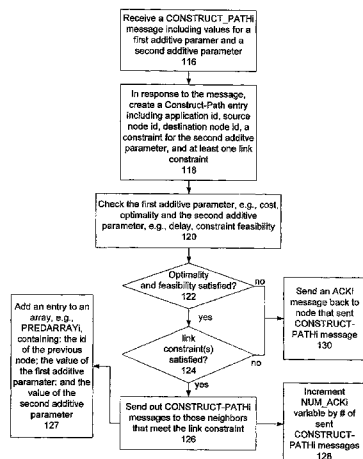 Receive a CONSTRUCT_PATHi
message including values for a
first additive paramer and a
second additive parameter
116
In response to the message,
create a Construct-Path entry
including application id, source
node id, destination node id, a
constraint for the second additive
parameter, and at least one link
constraint
118
Check the first additive parameter, e.g., cost,
optimality and the second additive
parameter, e.g., delay, constraint feasibility
120
Optimality
and feasibility satisfied?
122
no
yes
Send an ACKi
message back to
node that sent
CONSTRUCT-
PATHi message
130
link
constraint(s)
satisfied?
124
no
yes
Add an entry to an
array, e.g.,
PREDARRAYi,
containing: the id of
the previous
node; the value of
the first additive
parameter; and the
value of the
second additive
parameter
127
Send out CONSTRUCT-PATHi
messages to those neighbors
that meet the link constraint
126
Increment
NUM_ACKi
variable by # of
sent
CONSTRUCT-
PATHi messages
128